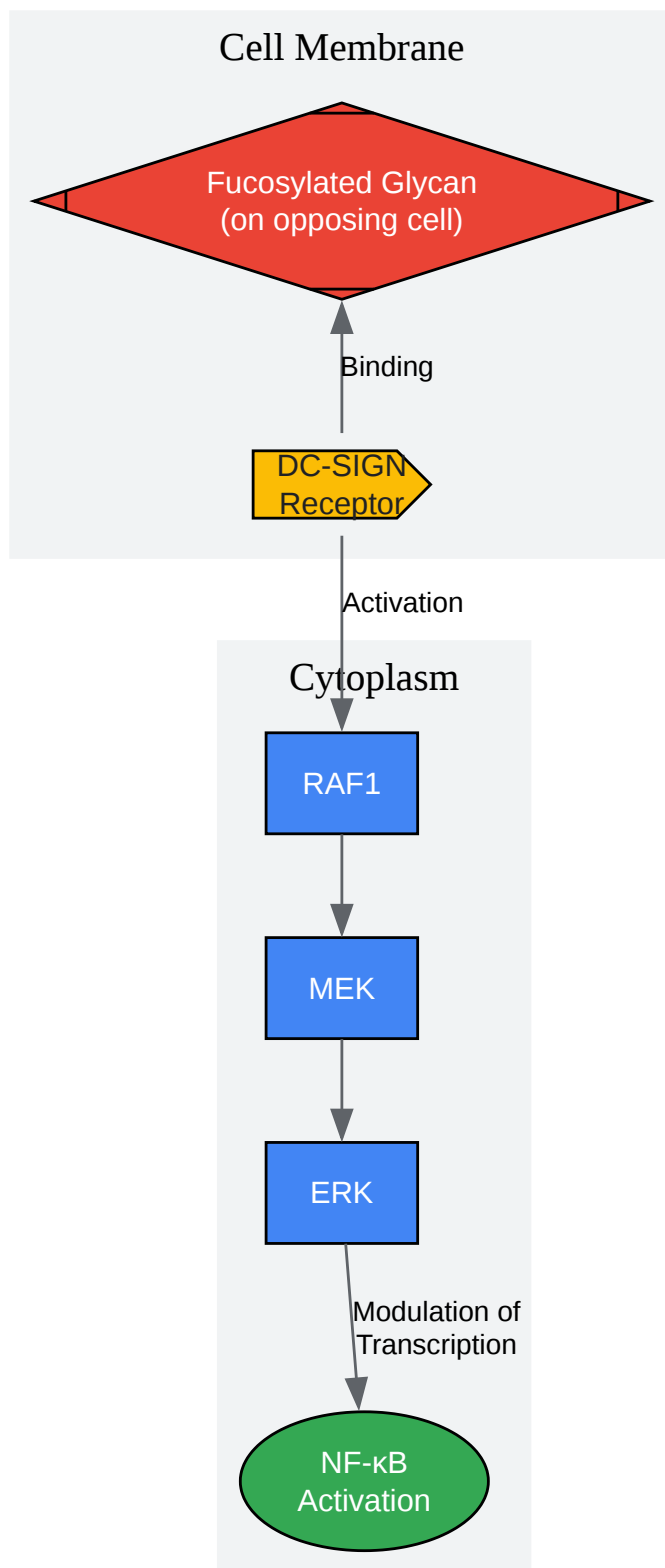 Cell Membrane
Fucosylated Glycan
(on opposing cell)
Binding
DC-SIGN
Receptor
Activation
Cytoplasm
RAF1
MEK
ERK
Modulation of
Transcription
NF-κB
Activation